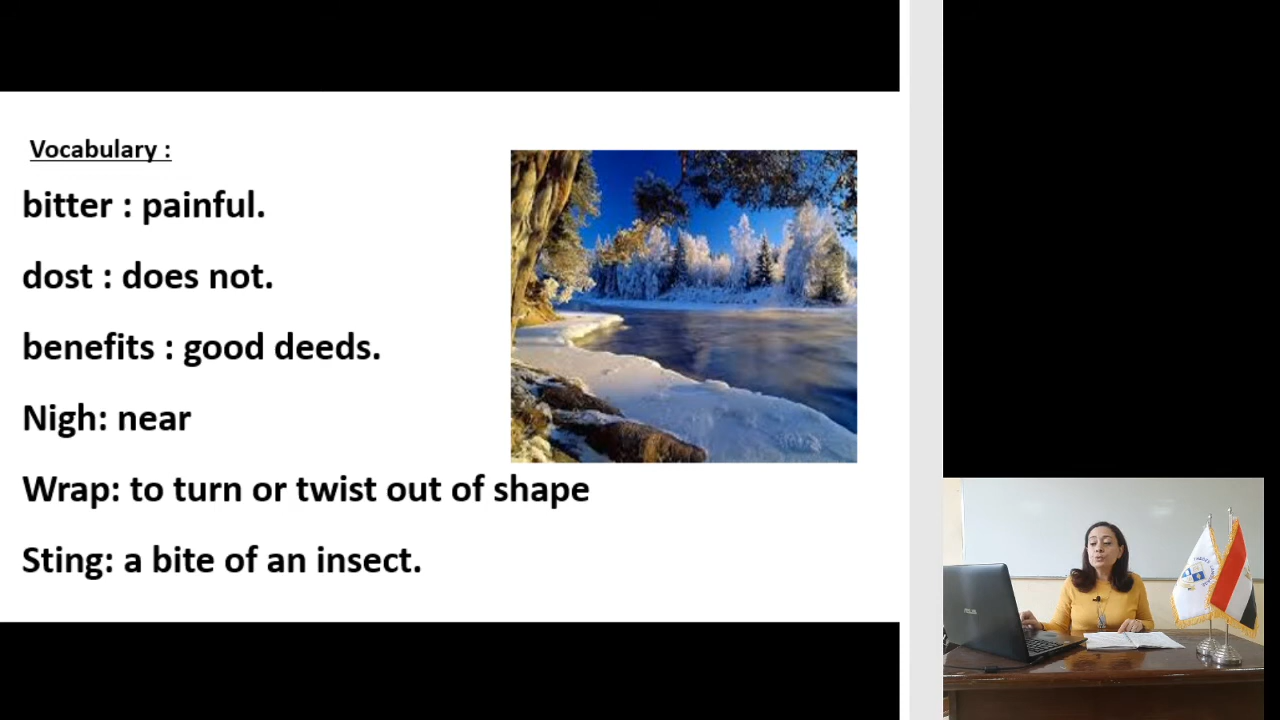 Vocabulary :
bitter : painful.
dost : does not.
benefits : good deeds.
Nigh: near
Wrap: to turn or twist out of shape
Sting: a bite of an insect.